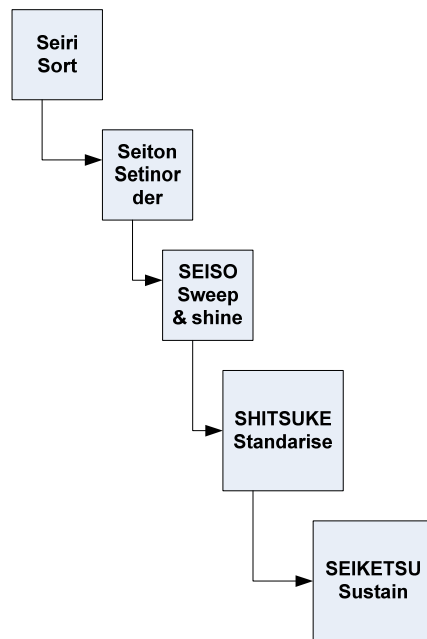 Seiri
Sort
Seiton
Setinor
der
SEISO
Sweep
& shine
SHITSUKE
Standarise
SEIKETSU
Sustain